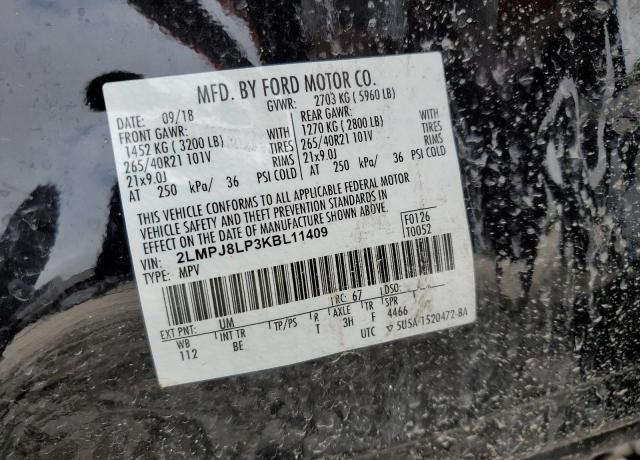 MFD. BY FORD MOTOR CO.
DATE: 09/18 GVWR: 2703 KG ( 5960 LB)
FRONT GAWR: WITH REAR GAWR: WITH
1452 KG ( 3200 LB) TIRES 1270 KG ( 2800 LB) TIRES
265/40R21 101V RIMS 265/40R21 101V RIMS
21x9.0J 21x9.0J
AT 250 kPa/ 36 PSI COLD AT 250 kPa/ 36 PSI COLD
THIS VEHICLE CONFORMS TO ALL APPLICABLE FEDERAL MOTOR
VEHICLE SAFETY AND THEFT PREVENTION STANDARDS IN
EFFECT ON THE DATE OF MANUFACTURE SHOWN ABOVE.
VIN: 2LMPJ8LP3KBL11409 F0126
TYPE: MPV T0052
EXT PNT: UM RC: 67 DSO:
WB INT TR TP/PS R AXLE TR SPR
112 BE T 3H F 4466
UTC 5U5A-1520472-BA